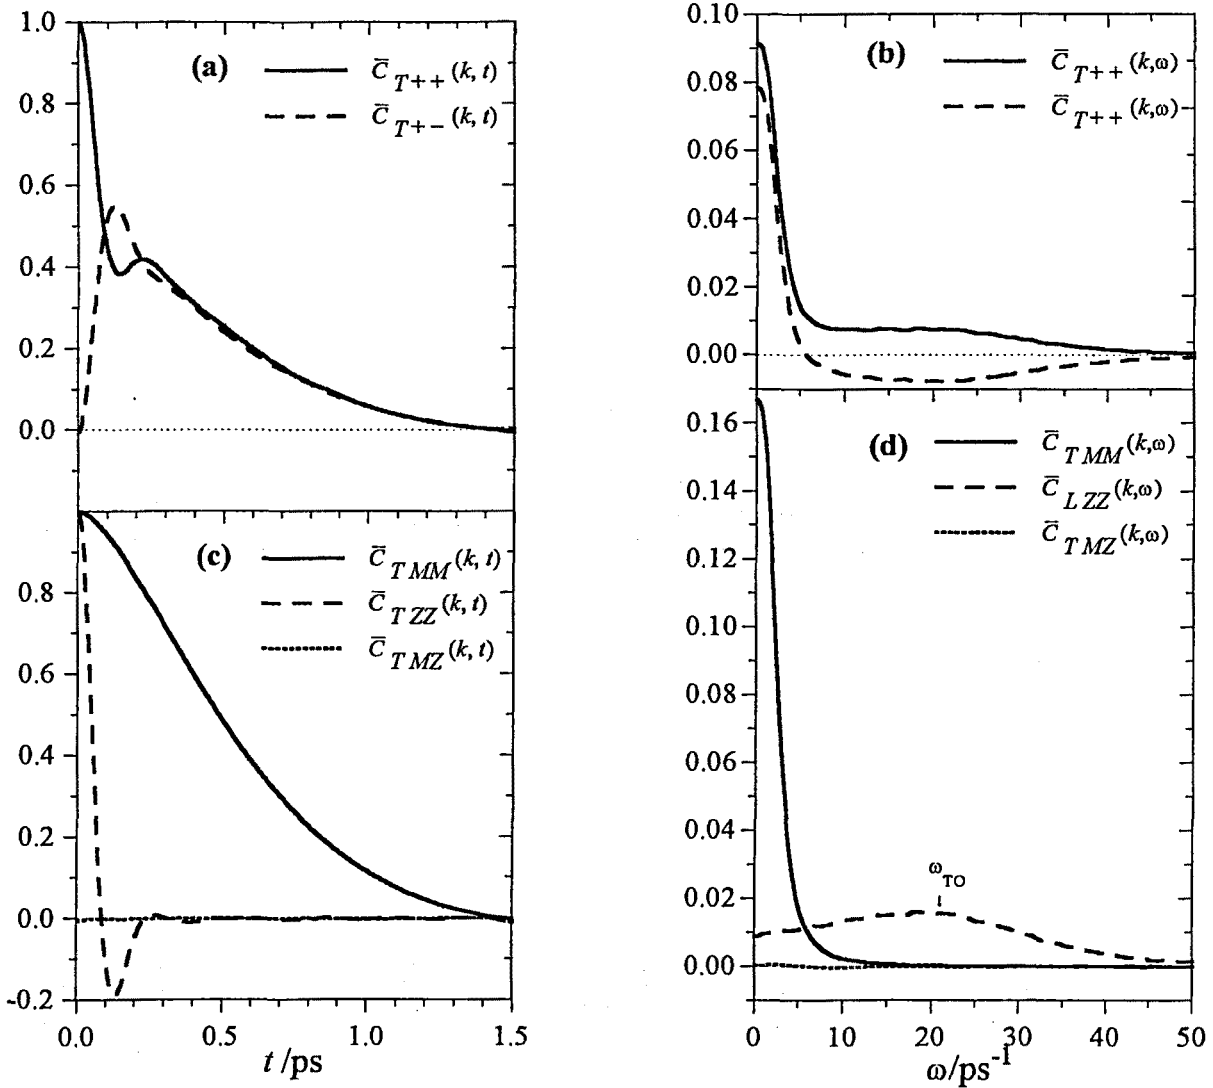 1.0
0.8
0.6
0.4
0.2
0.0
(a)
C̅ T++ (k, t)
C̅ T+− (k, t)
0.10
0.08
0.06
0.04
0.02
0.00
(b)
C̅ T++ (k,ω)
C̅ T++ (k,ω)
0.8
0.6
0.4
0.2
0.0
-0.2
(c)
C̅ TMM (k, t)
C̅ TZZ (k, t)
C̅ TMZ (k, t)
0.0
0.5
1.0
1.5
t /ps
0.16
0.14
0.12
0.10
0.08
0.06
0.04
0.02
0.00
(d)
C̅ TMM (k,ω)
C̅ LZZ (k,ω)
C̅ TMZ (k,ω)
ω TO
0
10
20
30
40
50
ω/ps⁻¹